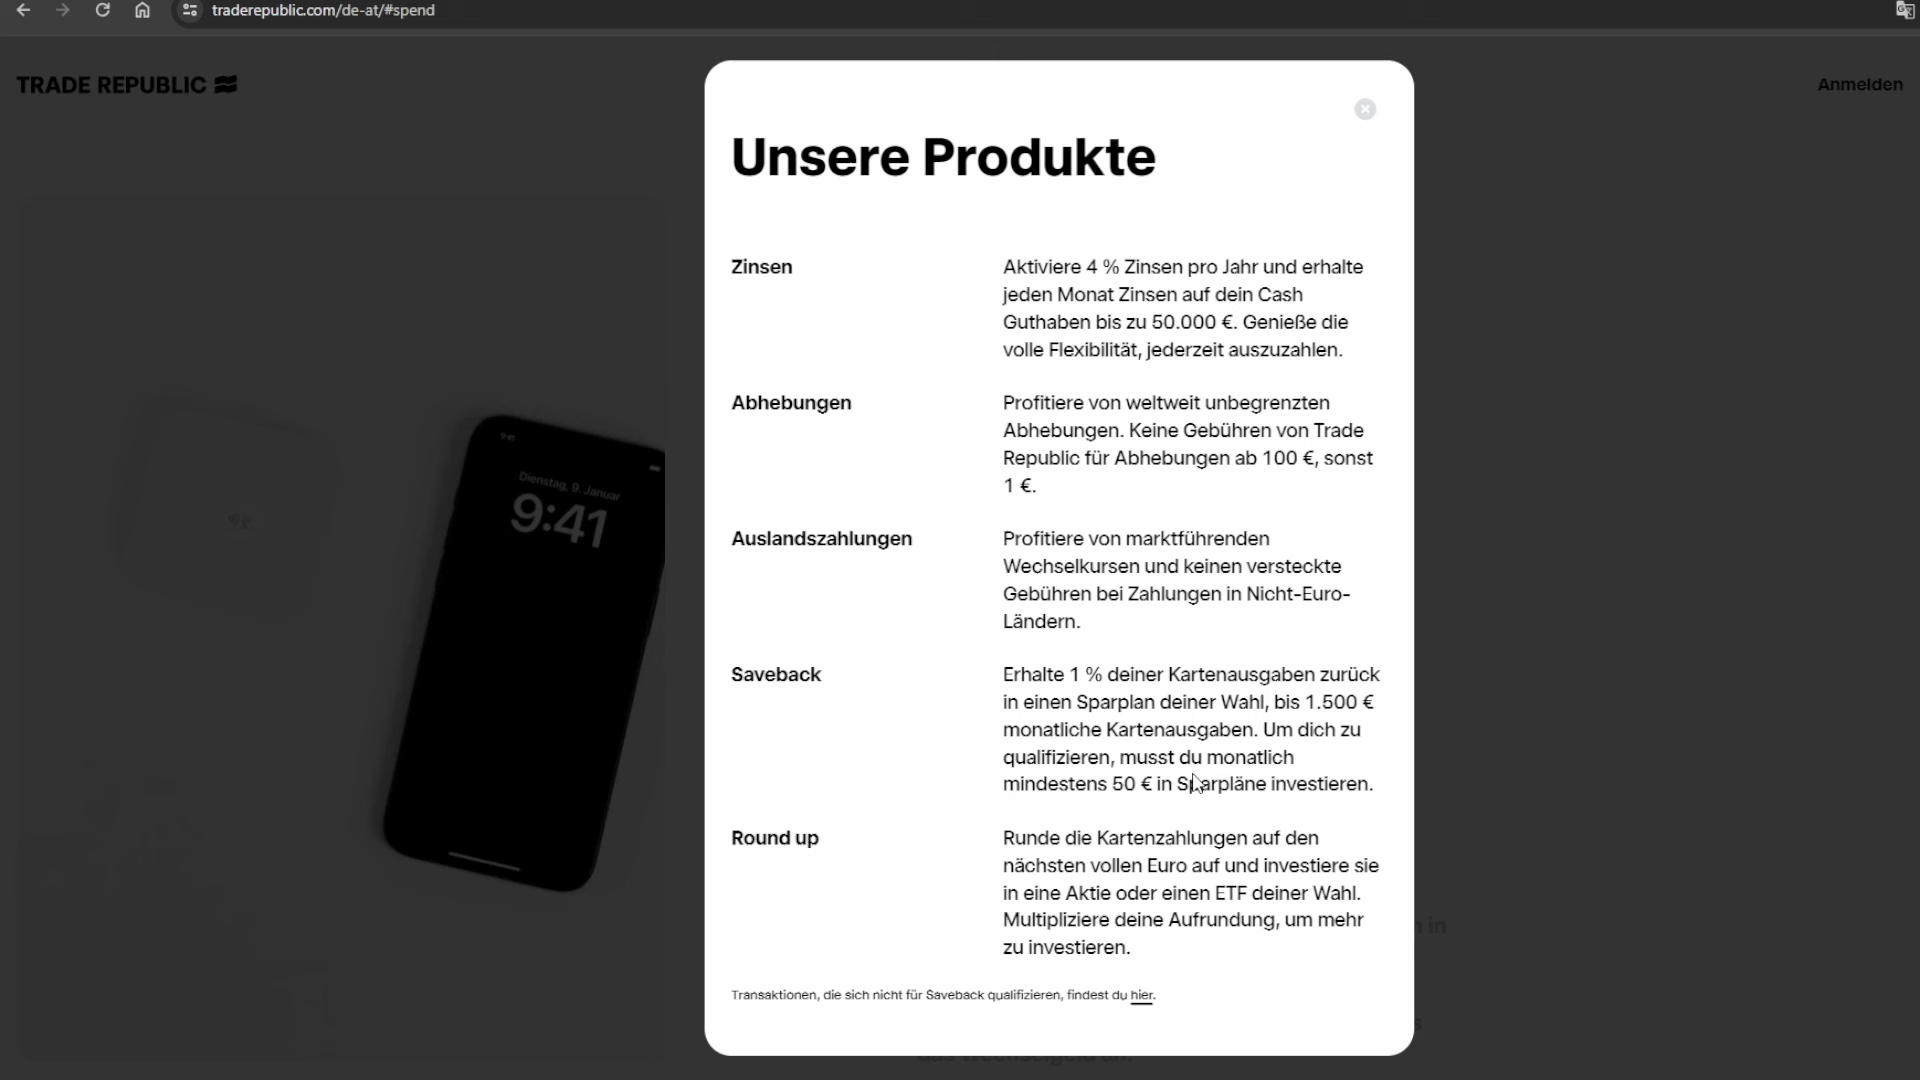 traderepublic.com/de-at/#spend
TRADE REPUBLIC
Anmelden
Unsere Produkte
Zinsen
Aktiviere 4 % Zinsen pro Jahr und erhalte
jeden Monat Zinsen auf dein Cash
Guthaben bis zu 50.000 €. Genieße die
volle Flexibilität, jederzeit auszuzahlen.
Abhebungen
Profitiere von weltweit unbegrenzten
Abhebungen. Keine Gebühren von Trade
Republic für Abhebungen ab 100 €, sonst
1 €.
Auslandszahlungen
Profitiere von marktführenden
Wechselkursen und keinen versteckte
Gebühren bei Zahlungen in Nicht-Euro-
Ländern.
Saveback
Erhalte 1 % deiner Kartenausgaben zurück
in einen Sparplan deiner Wahl, bis 1.500 €
monatliche Kartenausgaben. Um dich zu
qualifizieren, musst du monatlich
mindestens 50 € in Sparpläne investieren.
Round up
Runde die Kartenzahlungen auf den
nächsten vollen Euro auf und investiere sie
in eine Aktie oder einen ETF deiner Wahl.
Multipliziere deine Aufrundung, um mehr
zu investieren.
Transaktionen, die sich nicht für Saveback qualifizieren, findest du hier.
9:41
Dienstag, 9. Januar
9:41